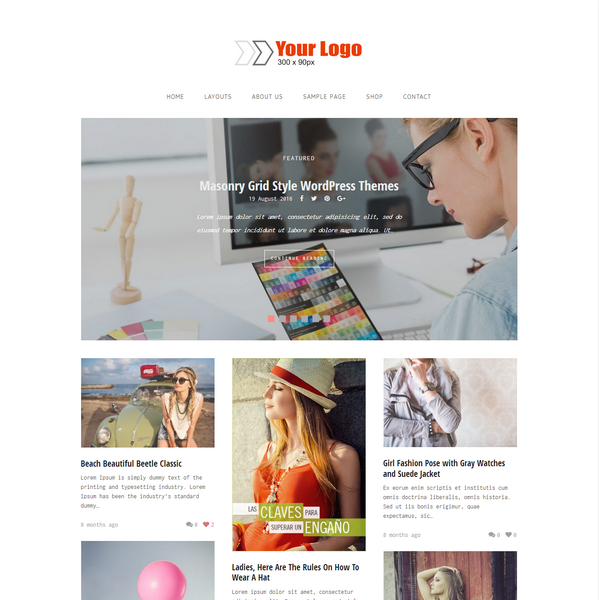 Your Logo
300 x 90px
HOME LAYOUTS ABOUT US SAMPLE PAGE SHOP CONTACT
FEATURED
Masonry Grid Style WordPress Themes
19 August 2016
Lorem ipsum dolor sit amet, consectetur adipisicing elit, sed do
eiusmod tempor incididunt ut labore et dolore magna aliqua. Ut
CONTINUE READING
Beach Beautiful Beetle Classic
Lorem Ipsum is simply dummy text of the
printing and typesetting industry. Lorem
Ipsum has been the industry's standard
dummy…
8 months ago 0 2
LAS CLAVES PARA
SUPERAR UN ENGAÑO
Ladies, Here Are The Rules On How To
Wear A Hat
Lorem ipsum dolor sit amet, consectetur
Girl Fashion Pose with Gray Watches
and Suede Jacket
Ex eorum enim scriptis et institutis cum
omnis doctrina liberalis, omnis historia.
Sed ut iis bonis erigimur, quae
expectamus, sic…
8 months ago 0 0